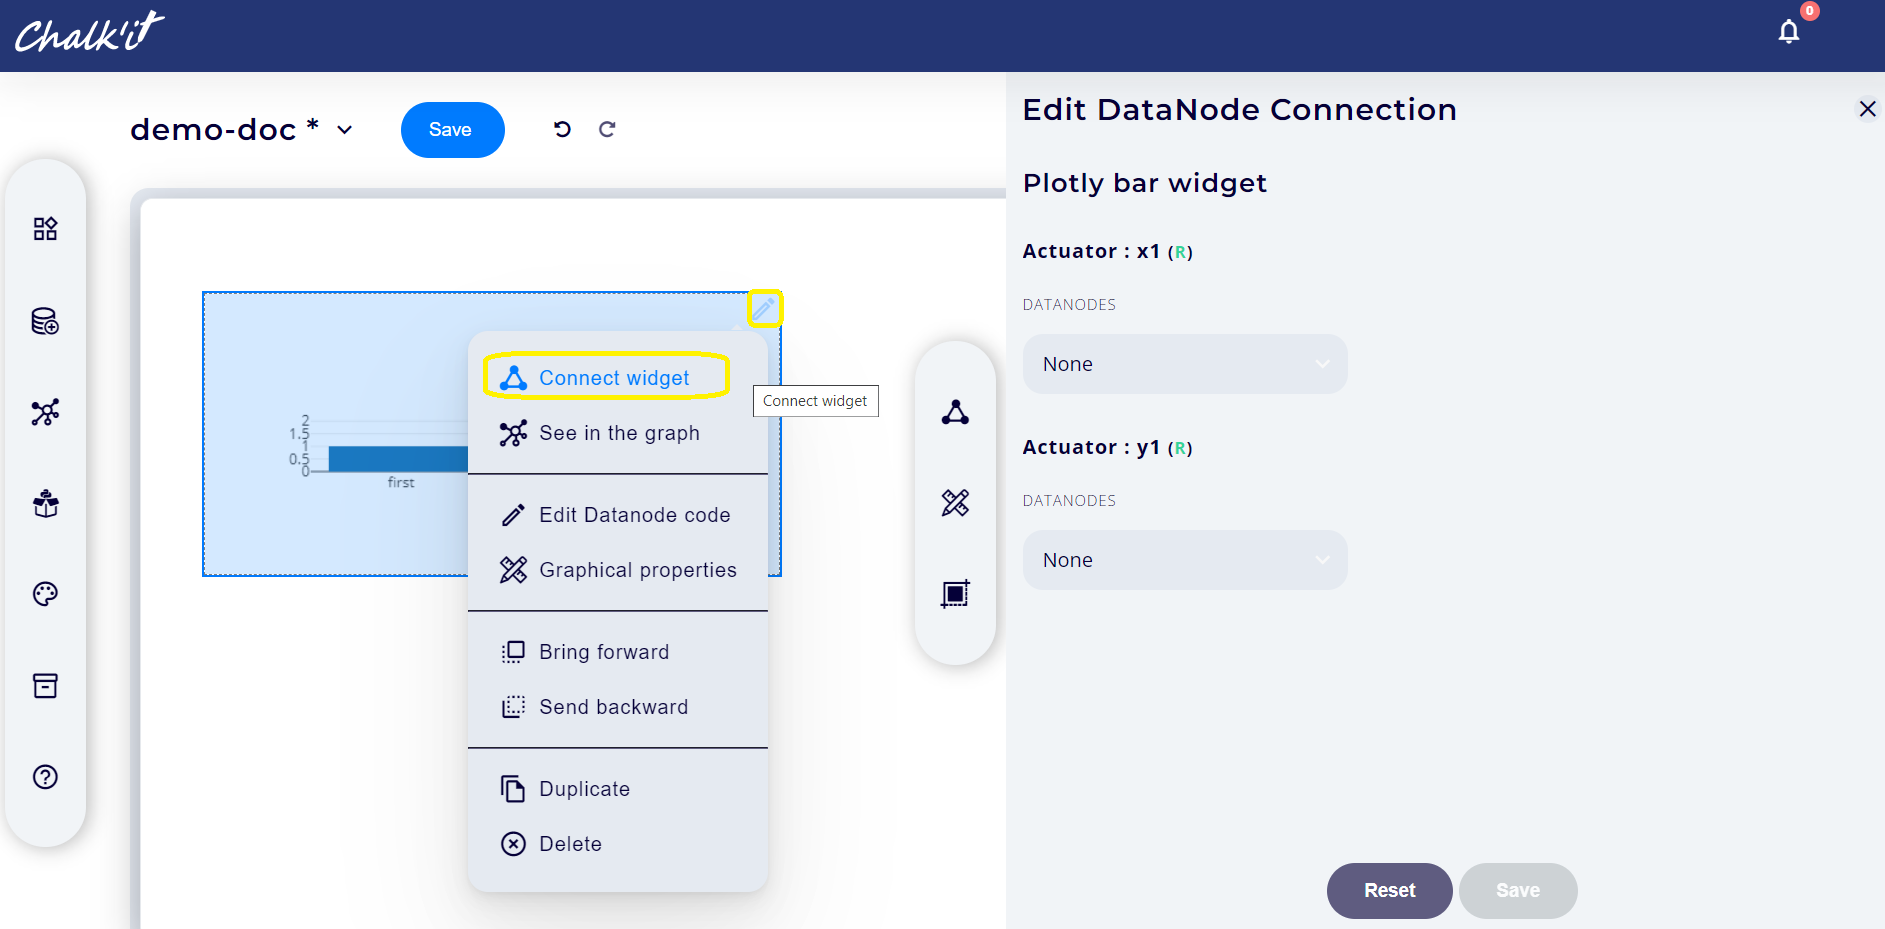 Chalk'it
0
demo-doc *
Save
2
1.5
1
0.5
0
first
Connect widget
See in the graph
Edit Datanode code
Graphical properties
Bring forward
Send backward
Duplicate
Delete
Connect widget
Edit DataNode Connection
Plotly bar widget
Actuator : x1 (R)
DATANODES
None
Actuator : y1 (R)
DATANODES
None
Reset
Save